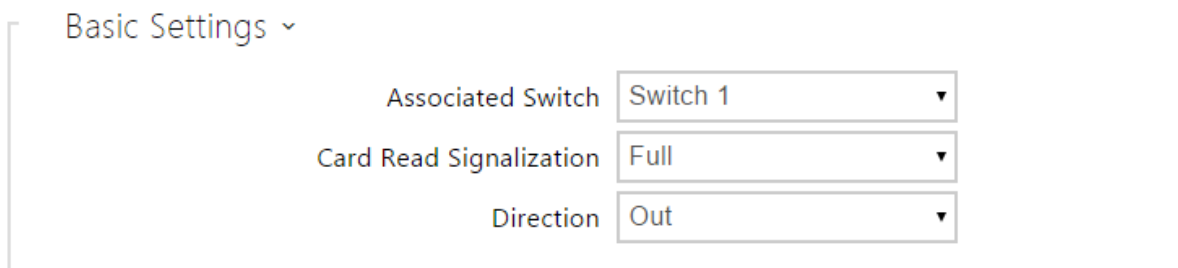 Basic Settings
Associated Switch Switch 1
Card Read Signalization Full
Direction Out